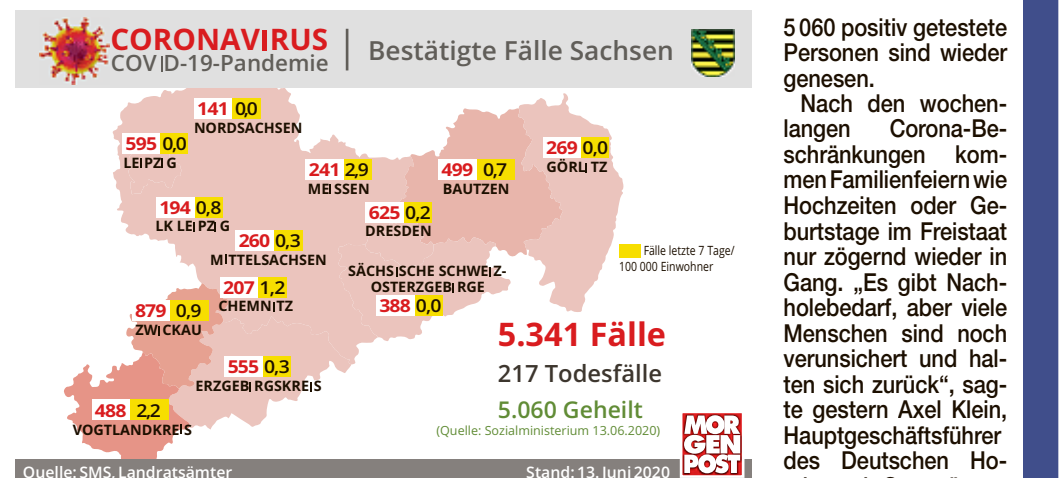 CORONAVIRUS
COVID-19-Pandemie
Bestätigte Fälle Sachsen
141 0,0
NORDSACHSEN
595 0,0
LEIPZIG
241 2,9
MEISSEN
499 0,7
BAUTZEN
269 0,0
GÖRLITZ
194 0,8
LK LEIPZIG
625 0,2
DRESDEN
260 0,3
MITTELSACHSEN
Fälle letzte 7 Tage/
100 000 Einwohner
SÄCHSISCHE SCHWEIZ-
OSTERZGEBIRGE
388 0,0
207 1,2
CHEMNITZ
879 0,9
ZWICKAU
555 0,3
ERZGEBIRGSKREIS
488 2,2
VOGTLANDKREIS
5.341 Fälle
217 Todesfälle
5.060 Geheilt
(Quelle: Sozialministerium 13.06.2020)
MOR
GEN
POST
Quelle: SMS, Landratsämter
Stand: 13. Juni 2020
5 060 positiv getestete
Personen sind wieder
genesen.
Nach den wochen-
langen Corona-Be-
schränkungen kom-
men Familienfeiern wie
Hochzeiten oder Ge-
burtstage im Freistaat
nur zögernd wieder in
Gang. „Es gibt Nach-
holebedarf, aber viele
Menschen sind noch
verunsichert und hal-
ten sich zurück“, sag-
te gestern Axel Klein,
Hauptgeschäftsführer
des Deutschen Ho-